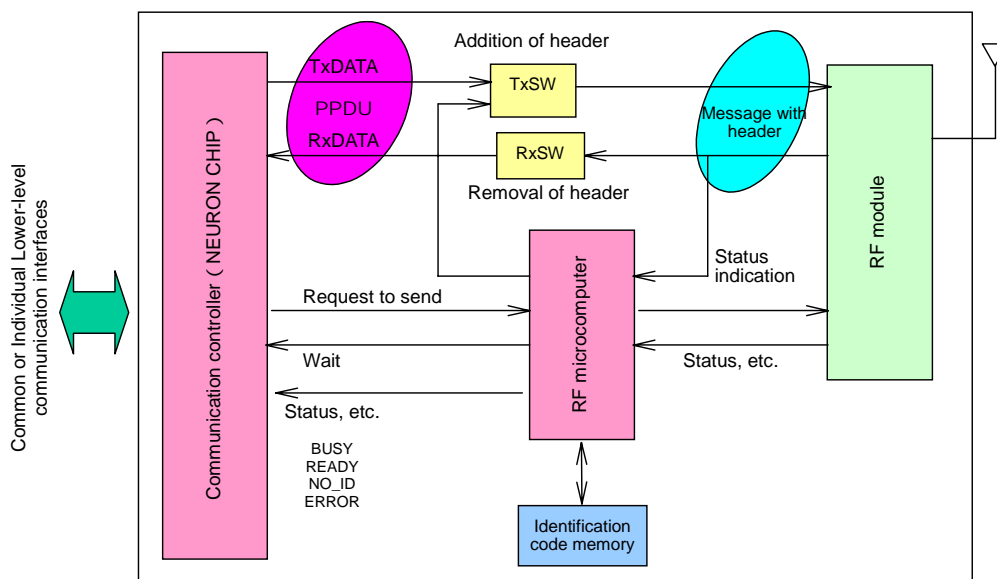 Addition of header
TxDATA
PPDU
RxDATA
TxSW
RxSW
Removal of header
Message with
header
RF module
Common or Individual Lower-level
communication interfaces
Communication controller ( NEURON CHIP )
RF microcomputer
Status
indication
Request to send
Wait
Status, etc.
Status, etc.
BUSY
READY
NO_ID
ERROR
Identification
code memory